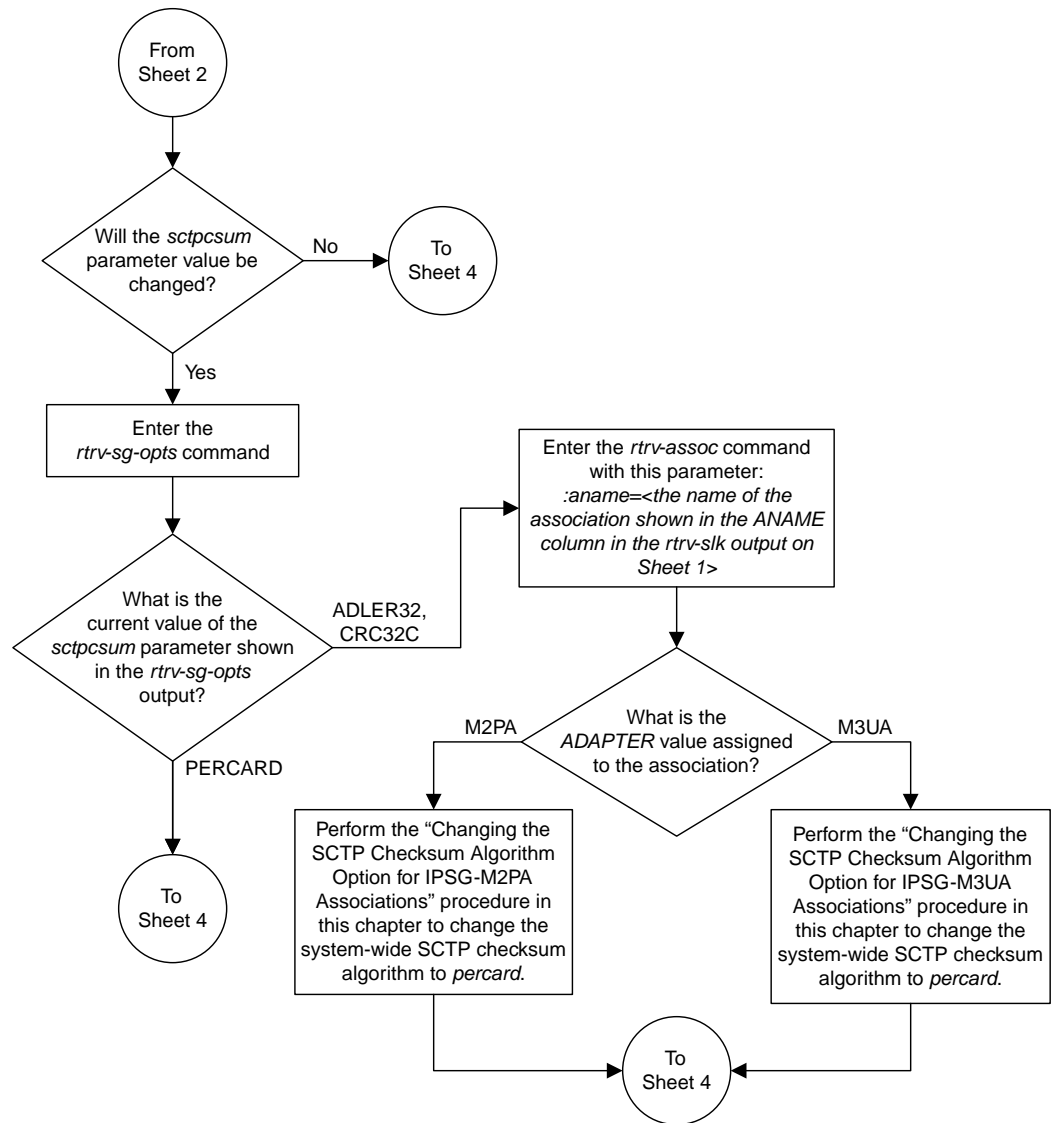 From
Sheet 2
Will the sctpcsum
parameter value be
changed?
No
To
Sheet 4
Yes
Enter the
rtrv-sg-opts command
Enter the rtrv-assoc command
with this parameter:
:aname=<the name of the
association shown in the ANAME
column in the rtrv-slk output on
Sheet 1>
What is the
current value of the
sctpcsum parameter shown
in the rtrv-sg-opts
output?
ADLER32,
CRC32C
PERCARD
To
Sheet 4
What is the
ADAPTER value assigned
to the association?
M2PA
M3UA
Perform the “Changing the
SCTP Checksum Algorithm
Option for IPSG-M2PA
Associations” procedure in
this chapter to change the
system-wide SCTP checksum
algorithm to percard.
Perform the “Changing the
SCTP Checksum Algorithm
Option for IPSG-M3UA
Associations” procedure in
this chapter to change the
system-wide SCTP checksum
algorithm to percard.
To
Sheet 4